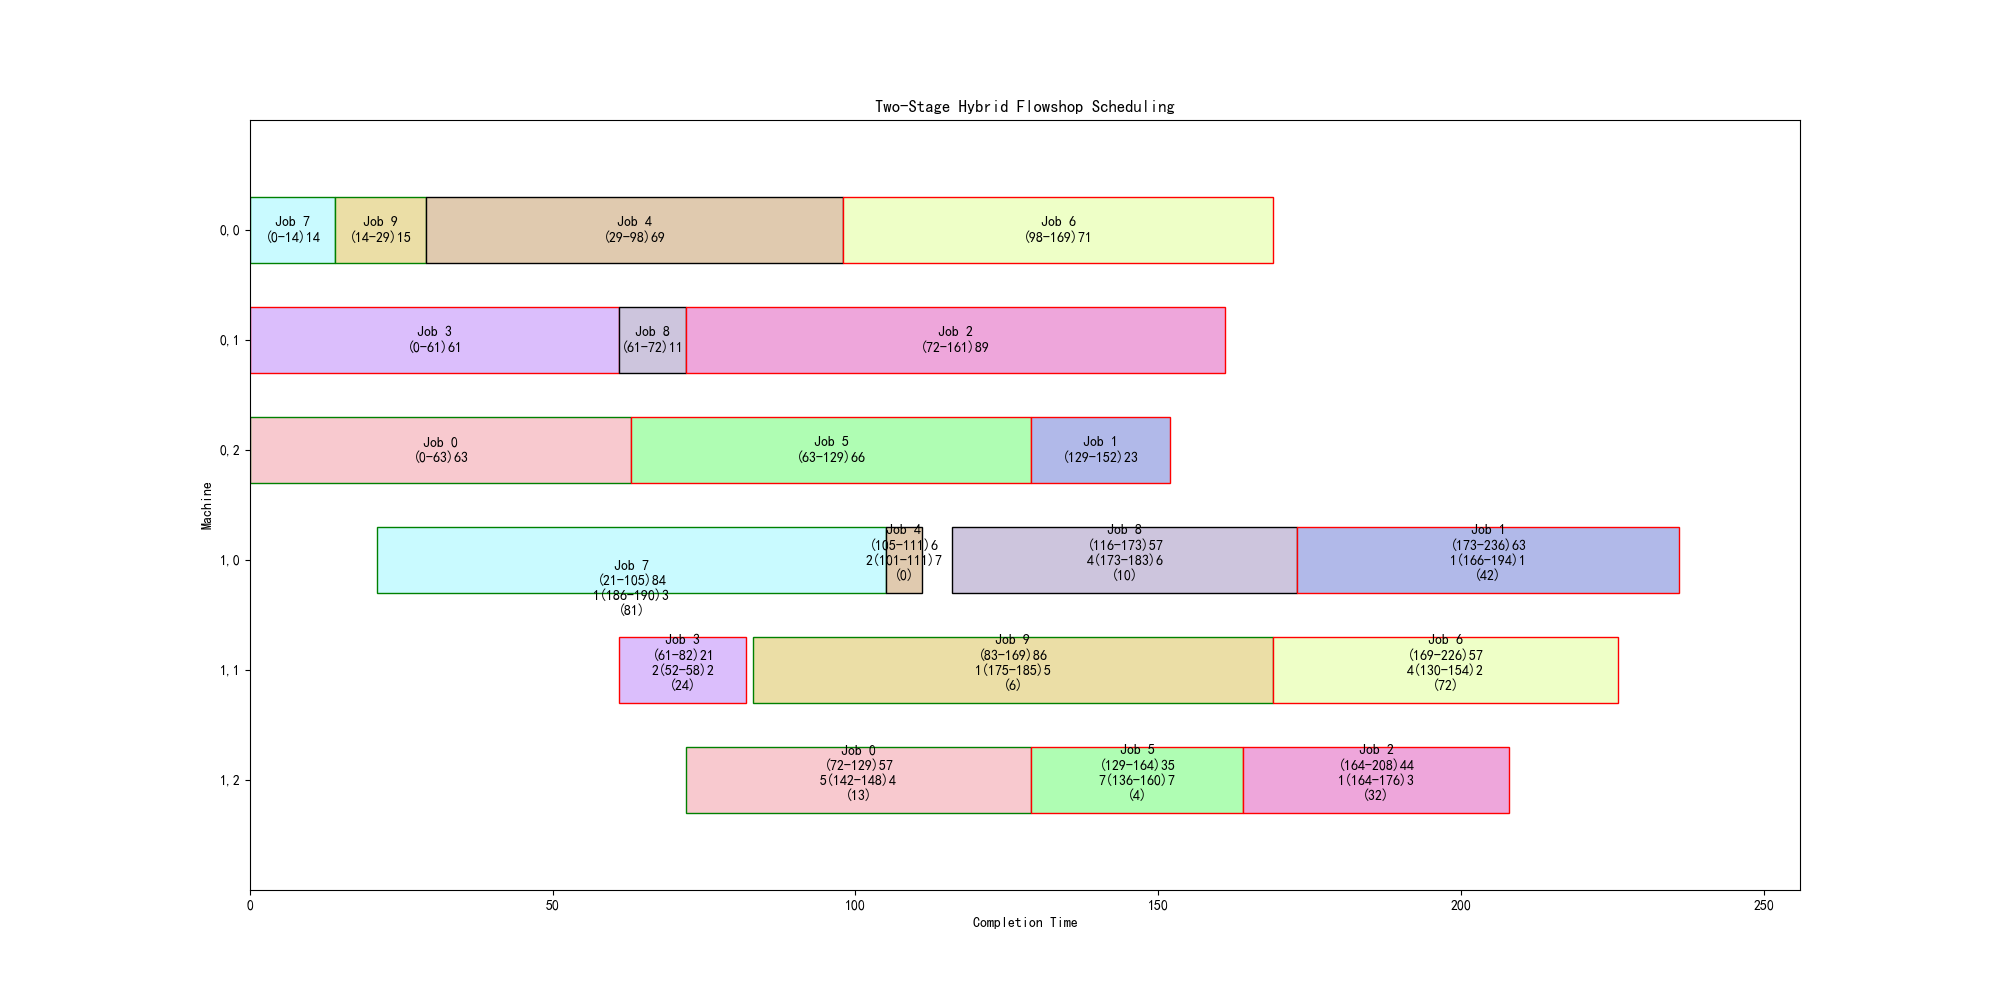 Two-Stage Hybrid Flowshop Scheduling
0,0
Job 7
(0-14)14
Job 9
(14-29)15
Job 4
(29-98)69
Job 6
(98-169)71
0,1
Job 3
(0-61)61
Job 8
(61-72)11
Job 2
(72-161)89
0,2
Job 0
(0-63)63
Job 5
(63-129)66
Job 1
(129-152)23
Machine
1,0
Job 7
(21-105)84
1(186-190)3
(81)
Job 4
(105-111)6
2(101-111)7
(0)
Job 8
(116-173)57
4(173-183)6
(10)
Job 1
(173-236)63
1(166-194)1
(42)
1,1
Job 3
(61-82)21
2(52-58)2
(24)
Job 9
(83-169)86
1(175-185)5
(6)
Job 6
(169-226)57
4(130-154)2
(72)
1,2
Job 0
(72-129)57
5(142-148)4
(13)
Job 5
(129-164)35
7(136-160)7
(4)
Job 2
(164-208)44
1(164-176)3
(32)
0
50
100
150
200
250
Completion Time